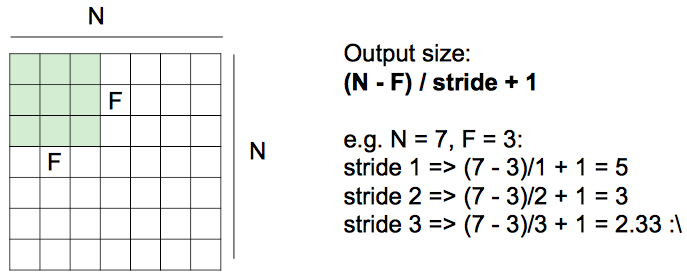 N
F
F
N
Output size:
(N - F) / stride + 1
e.g. N = 7, F = 3:
stride 1 => (7 - 3)/1 + 1 = 5
stride 2 => (7 - 3)/2 + 1 = 3
stride 3 => (7 - 3)/3 + 1 = 2.33 :\